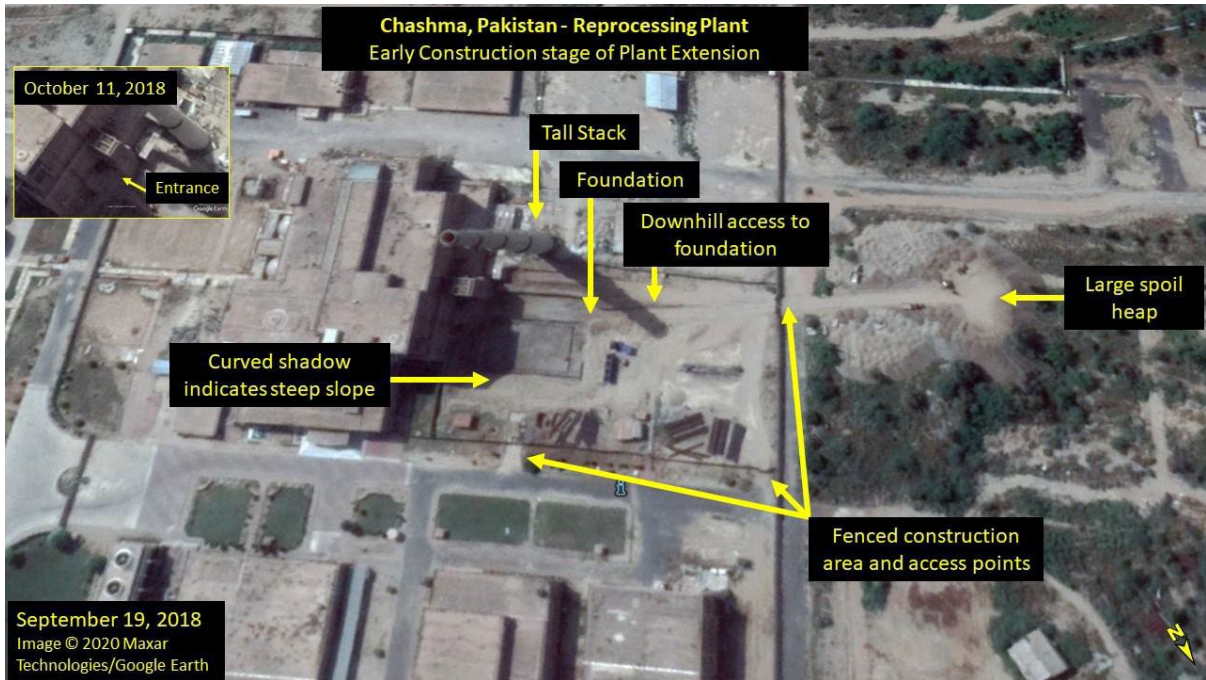 Chashma, Pakistan - Reprocessing Plant
Early Construction stage of Plant Extension
October 11, 2018
Entrance
Google Earth
Tall Stack
Foundation
Downhill access to
foundation
Large spoil
heap
Curved shadow
indicates steep slope
Fenced construction
area and access points
September 19, 2018
Image © 2020 Maxar
Technologies/Google Earth
N